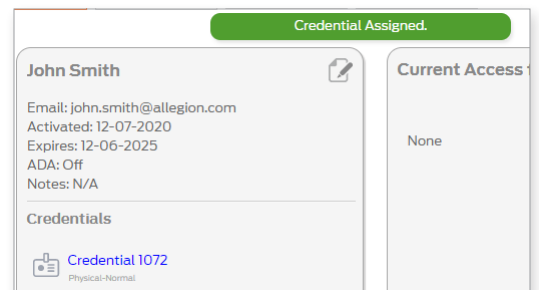 Credential Assigned.
John Smith
Email: john.smith@allegion.com
Activated: 12-07-2020
Expires: 12-06-2025
ADA: Off
Notes: N/A
Credentials
Credential 1072
Physical-Normal
Current Access
None